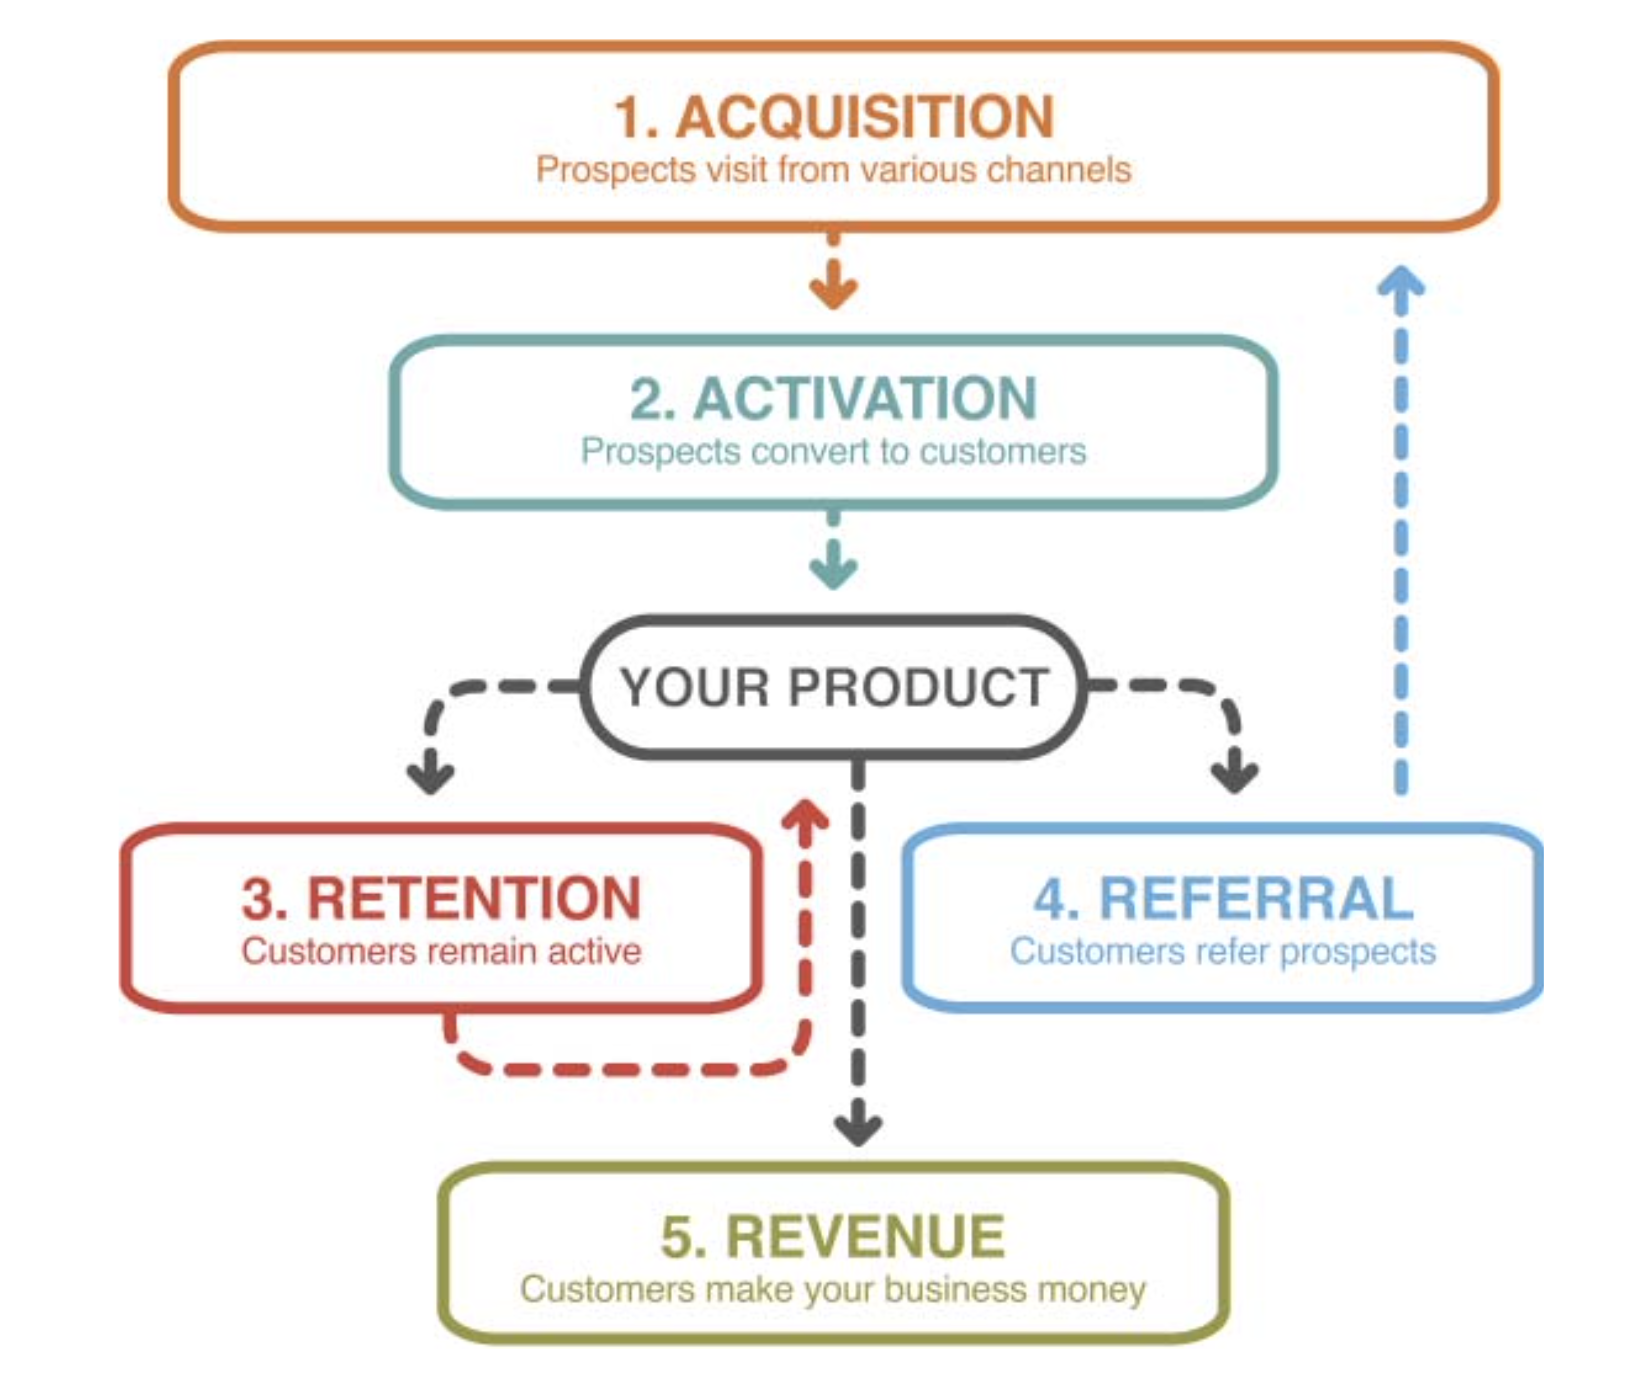 1. ACQUISITION
Prospects visit from various channels
2. ACTIVATION
Prospects convert to customers
YOUR PRODUCT
3. RETENTION
Customers remain active
4. REFERRAL
Customers refer prospects
5. REVENUE
Customers make your business money